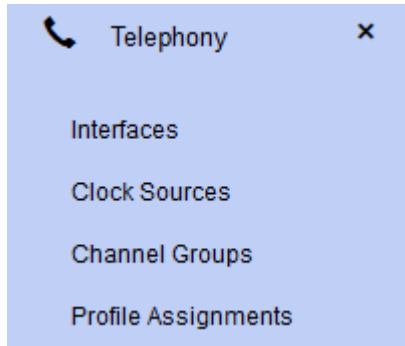 Telephony ×
Interfaces
Clock Sources
Channel Groups
Profile Assignments